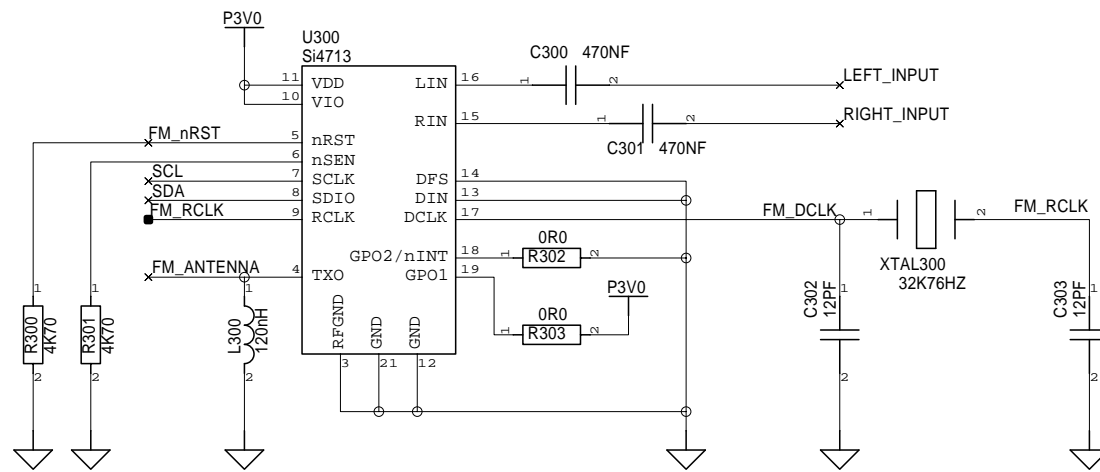 P3V0
U300
Si4713
C300 470NF
1 2
LEFT_INPUT
11 VDD
10 VIO
LIN 16
RIN 15
1 2
RIGHT_INPUT
C301 470NF
FM_nRST
5 nRST
6 nSEN
SCL
7 SCLK
SDA
8 SDIO
FM_RCLK
9 RCLK
DFS 14
DIN 13
DCLK 17
FM_DCLK
1 2
FM_RCLK
XTAL300
32K76HZ
GPO2/nINT 18
1 0R0 2
R302
FM_ANTENNA
4 TXO
GPO1 19
P3V0
1 0R0 2
R303
1 R300 4K70 2
1 R301 4K70 2
1 L300 120nH 2
RFGND 3
GND 21
GND 12
1 C302 12PF 2
1 C303 12PF 2